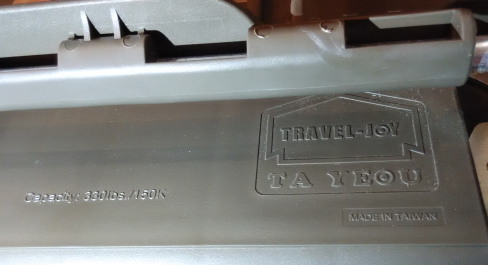 TRAVEL-JOY
TA YEOU
Capacity: 330lbs./150K
MADE IN TAIWAN